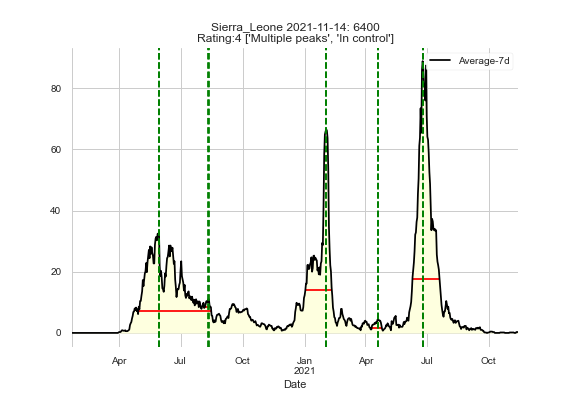 Sierra_Leone 2021-11-14: 6400
Rating:4 ['Multiple peaks', 'In control']
Average-7d
80
60
40
20
0
Apr Jul Oct Jan Apr Jul Oct
2021
Date